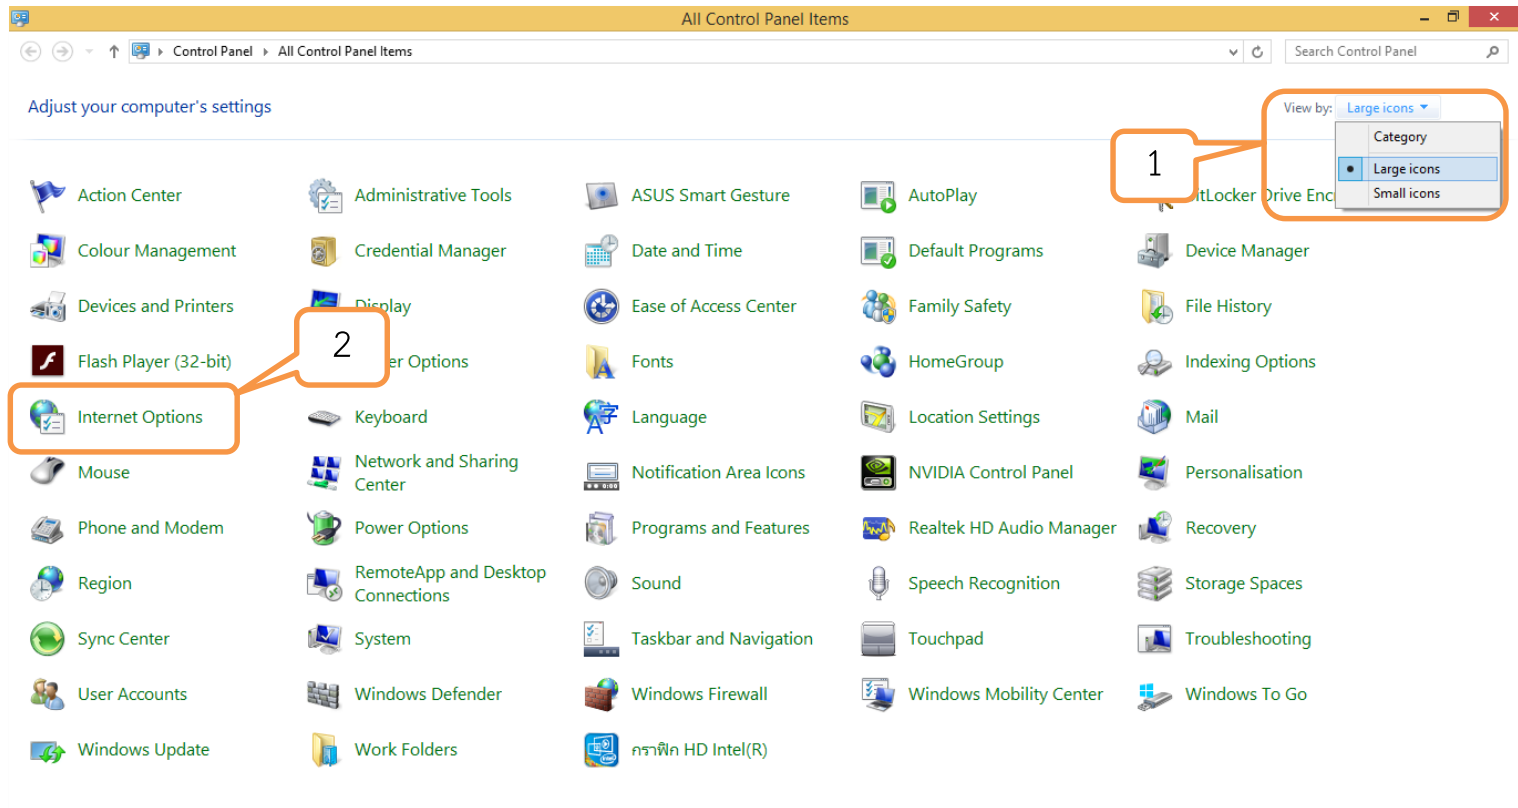 All Control Panel Items
Control Panel All Control Panel Items
Search Control Panel
Adjust your computer's settings
View by: Large icons
Category
Large icons
Small icons
1
Action Center
Administrative Tools
ASUS Smart Gesture
AutoPlay
itLocker Drive Enc
Colour Management
Credential Manager
Date and Time
Default Programs
Device Manager
Devices and Printers
Display
Ease of Access Center
Family Safety
File History
2
Flash Player (32-bit)
er Options
Fonts
HomeGroup
Indexing Options
Internet Options
Keyboard
Language
Location Settings
Mail
Mouse
Network and Sharing
Center
Notification Area Icons
NVIDIA Control Panel
Personalisation
Phone and Modem
Power Options
Programs and Features
Realtek HD Audio Manager
Recovery
Region
RemoteApp and Desktop
Connections
Sound
Speech Recognition
Storage Spaces
Sync Center
System
Taskbar and Navigation
Touchpad
Troubleshooting
User Accounts
Windows Defender
Windows Firewall
Windows Mobility Center
Windows To Go
Windows Update
Work Folders
กราฟิค HD Intel(R)